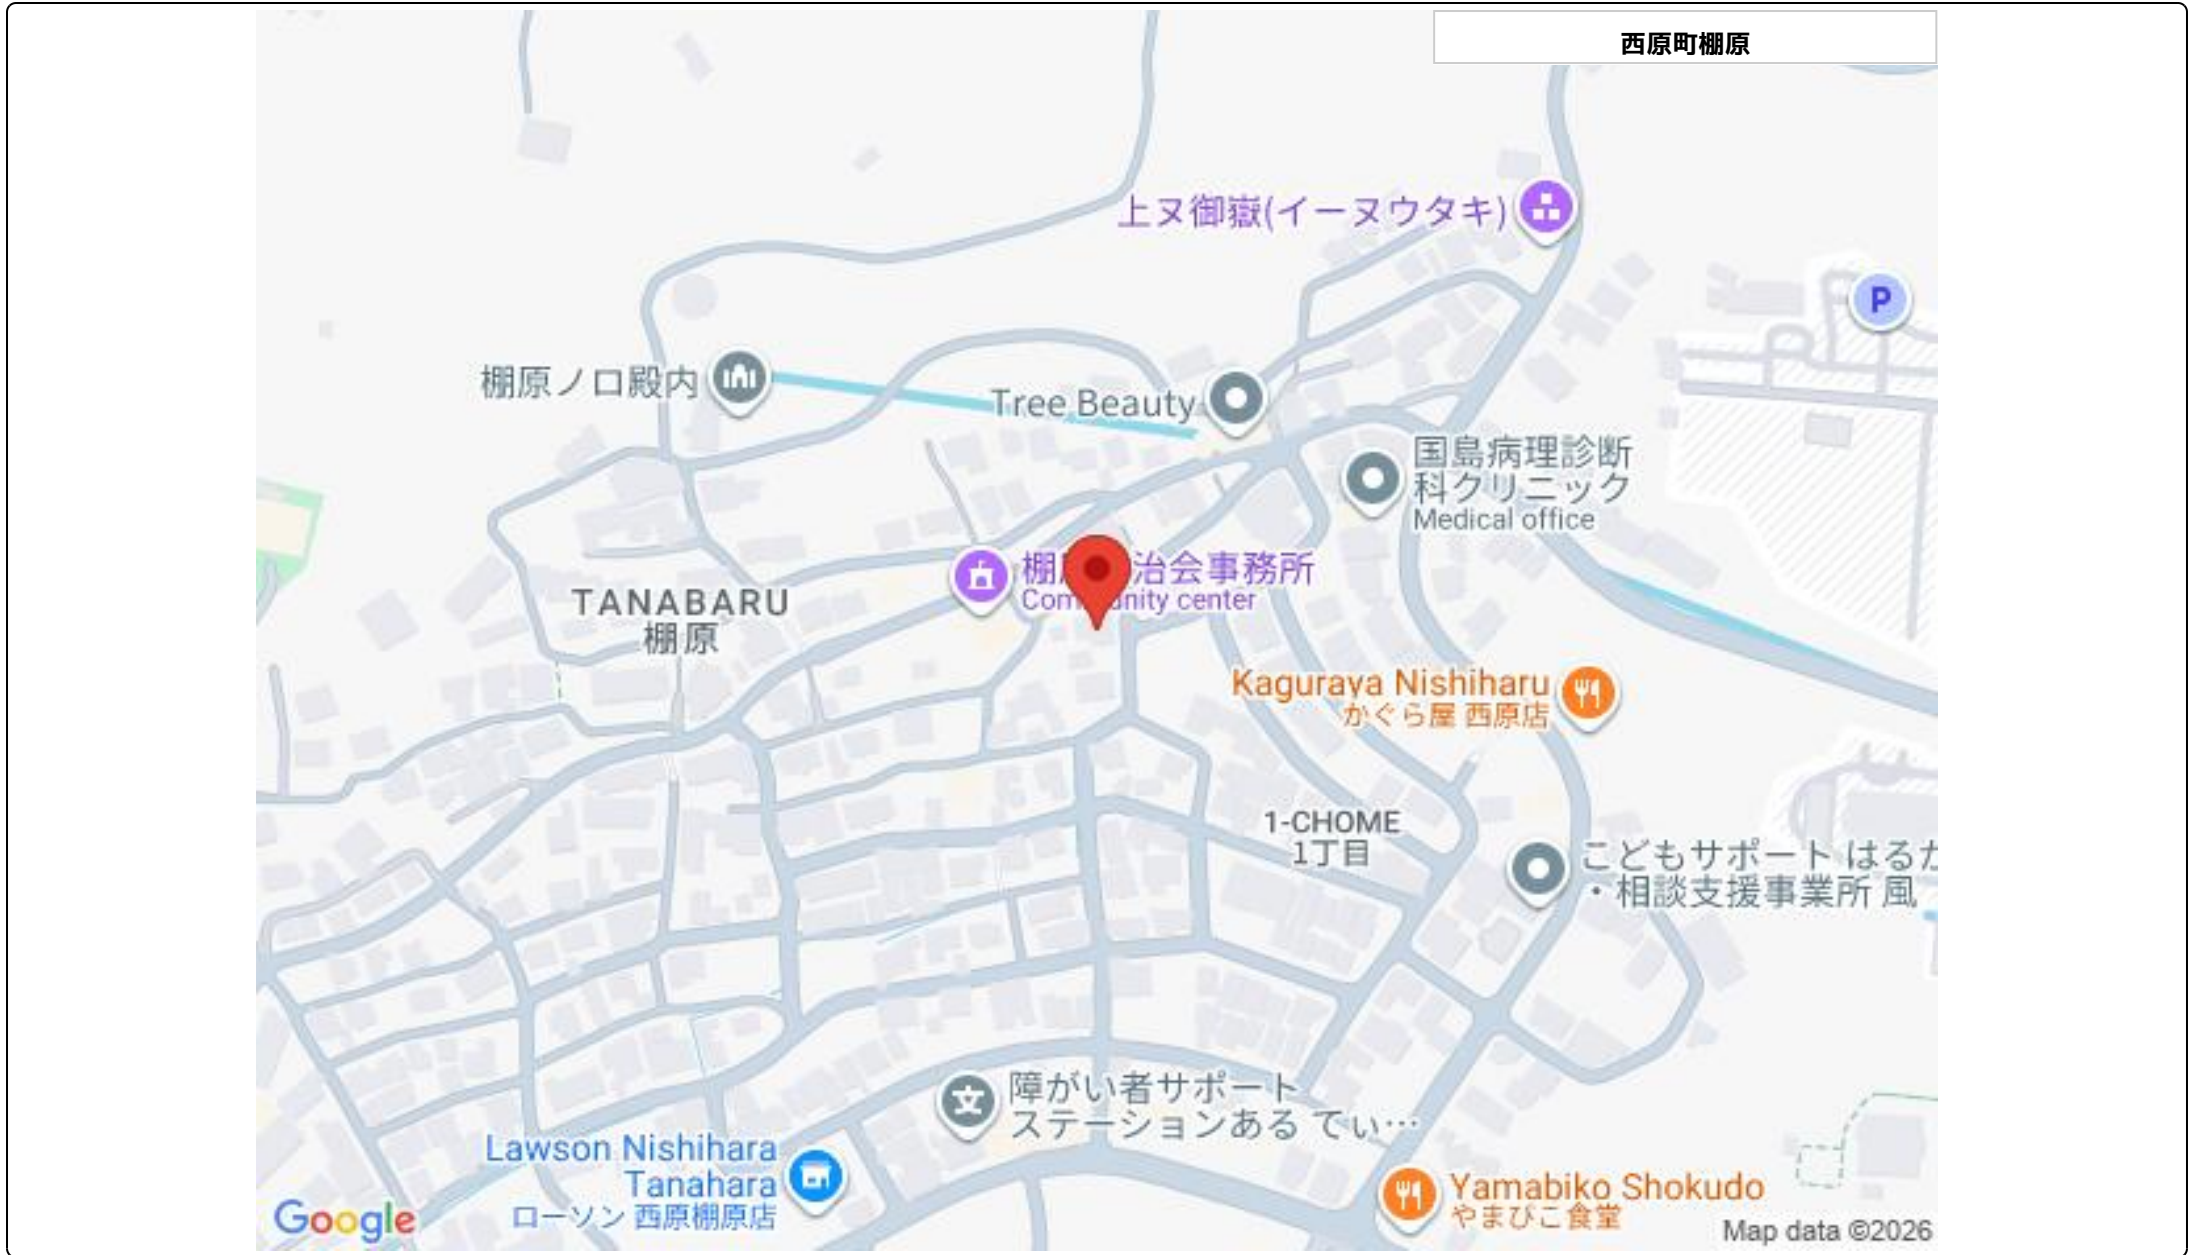 西原町棚原
上ヌ御嶽(イーヌウタキ)
P
棚原ノロ殿内
Tree Beauty
国島病理診断
科クリニック
Medical office
治会事務所
center
TANABARU
棚原
Kaguraya Nishiharu
かぐら屋 西原店
1-CHOME
1丁目
こどもサポート はるか
・相談支援事業所 風
障がい者サポート
ステーションある てぃ…
Lawson Nishihara
Tanahara
ローソン 西原棚原店
Yamabiko Shokudo
やまびこ食堂
Google
Map data ©2026